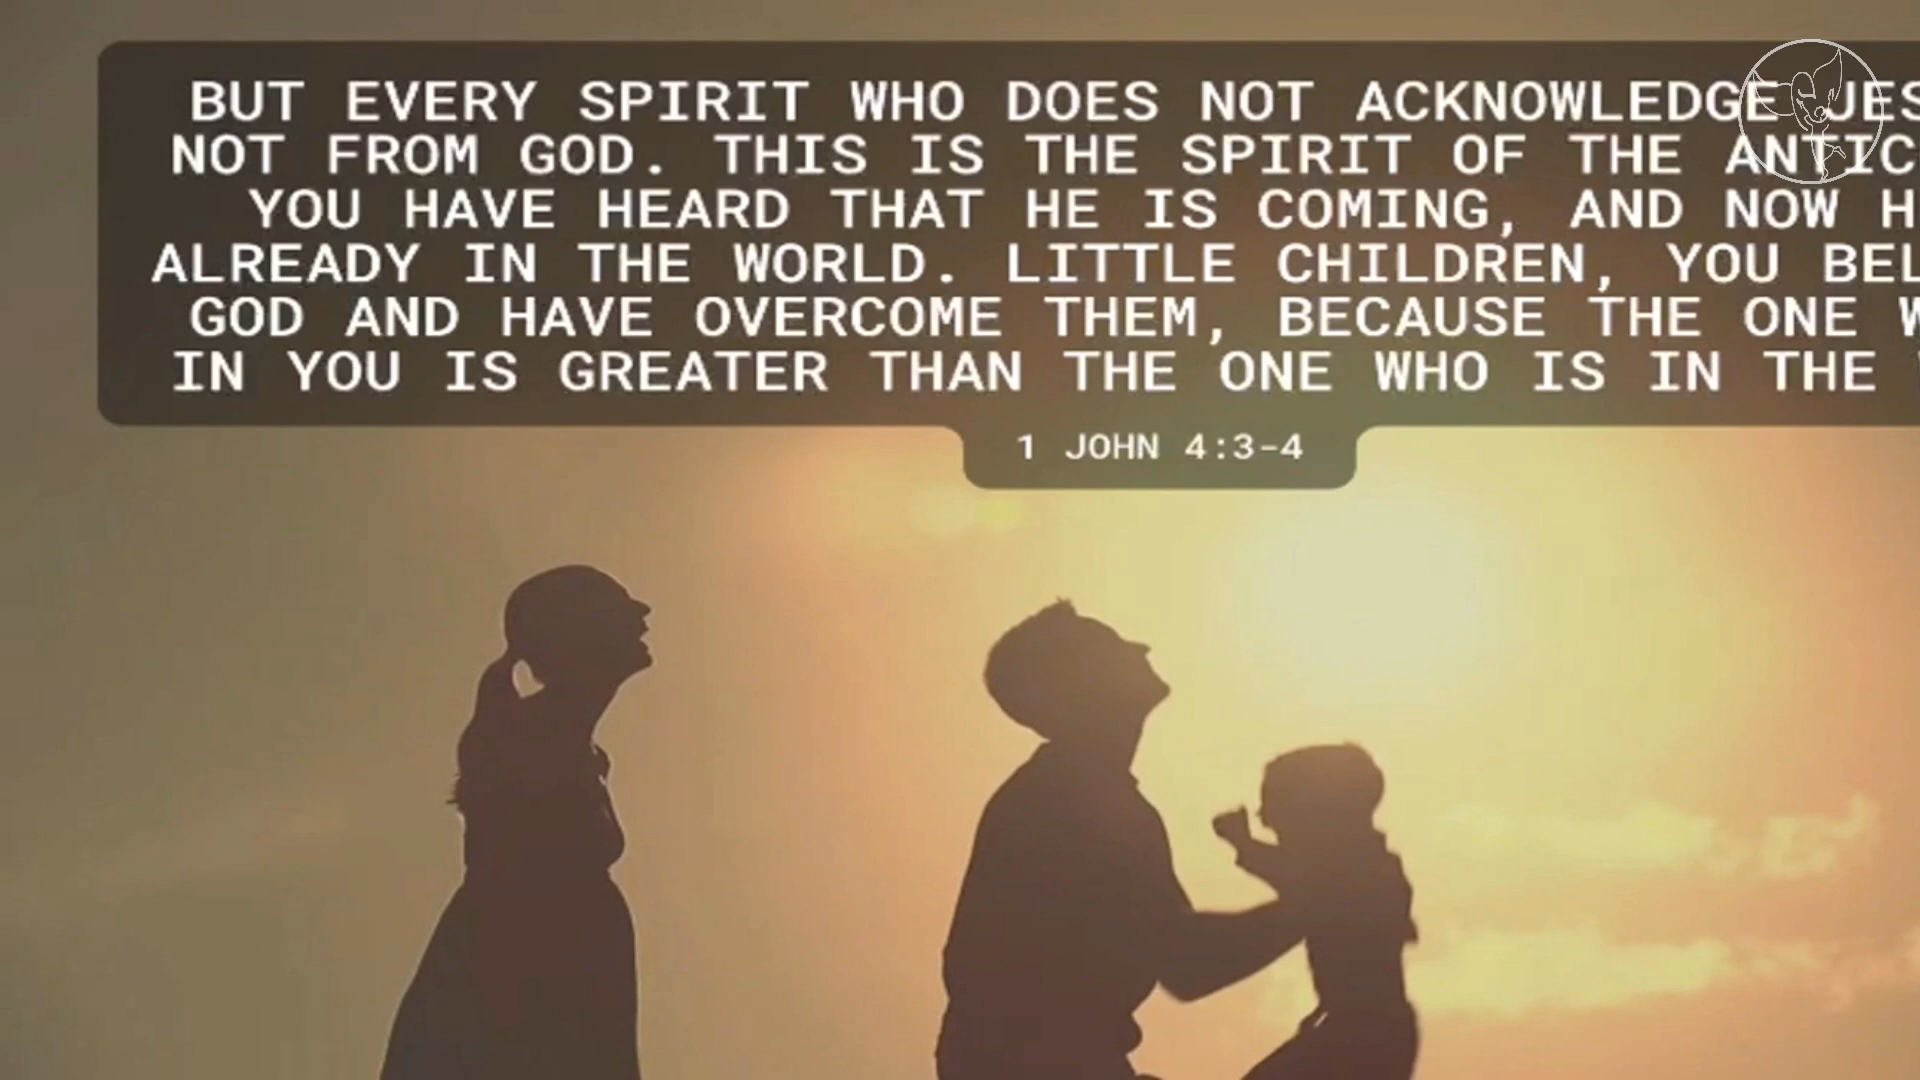 BUT EVERY SPIRIT WHO DOES NOT ACKNOWLEDGE
NOT FROM GOD. THIS IS THE SPIRIT OF THE
YOU HAVE HEARD THAT HE IS COMING, AND NOW
ALREADY IN THE WORLD. LITTLE CHILDREN, YOU
GOD AND HAVE OVERCOME THEM, BECAUSE THE ONE
IN YOU IS GREATER THAN THE ONE WHO IS IN THE
1 JOHN 4:3-4